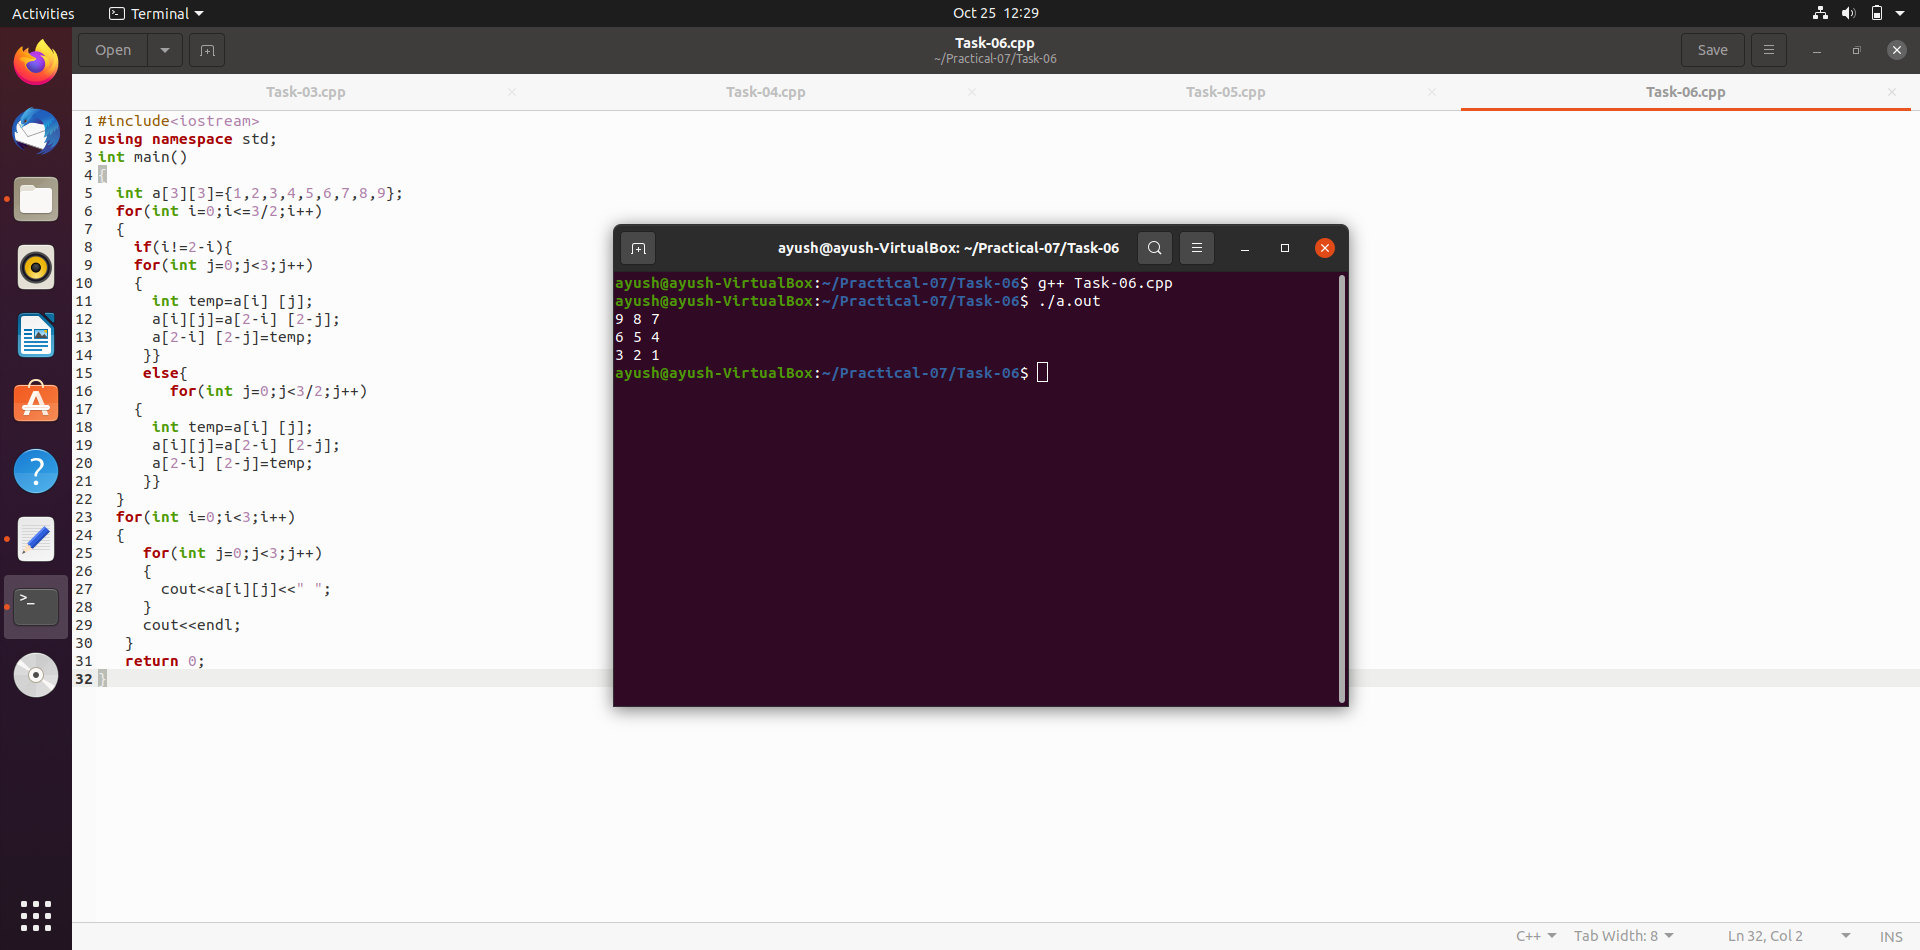 Activities Terminal Oct 25 12:29
Open Task-06.cpp Save
~/Practical-07/Task-06
Task-03.cpp Task-04.cpp Task-05.cpp Task-06.cpp
1 #include<iostream>
2 using namespace std;
3 int main()
4 {
5   int a[3][3]={1,2,3,4,5,6,7,8,9};
6   for(int i=0;i<=3/2;i++)
7   {
8     if(i!=2-i){
9     for(int j=0;j<3;j++)
10     {
11       int temp=a[i] [j];
12       a[i][j]=a[2-i] [2-j];
13       a[2-i] [2-j]=temp;
14      }}
15      else{
16         for(int j=0;j<3/2;j++)
17     {
18       int temp=a[i] [j];
19       a[i][j]=a[2-i] [2-j];
20       a[2-i] [2-j]=temp;
21      }}
22   }
23   for(int i=0;i<3;i++)
24   {
25      for(int j=0;j<3;j++)
26      {
27        cout<<a[i][j]<<" ";
28      }
29      cout<<endl;
30    }
31    return 0;
32 }
ayush@ayush-VirtualBox: ~/Practical-07/Task-06
ayush@ayush-VirtualBox:~/Practical-07/Task-06$ g++ Task-06.cpp
ayush@ayush-VirtualBox:~/Practical-07/Task-06$ ./a.out
9 8 7
6 5 4
3 2 1
ayush@ayush-VirtualBox:~/Practical-07/Task-06$
C++ Tab Width: 8 Ln 32, Col 2 INS